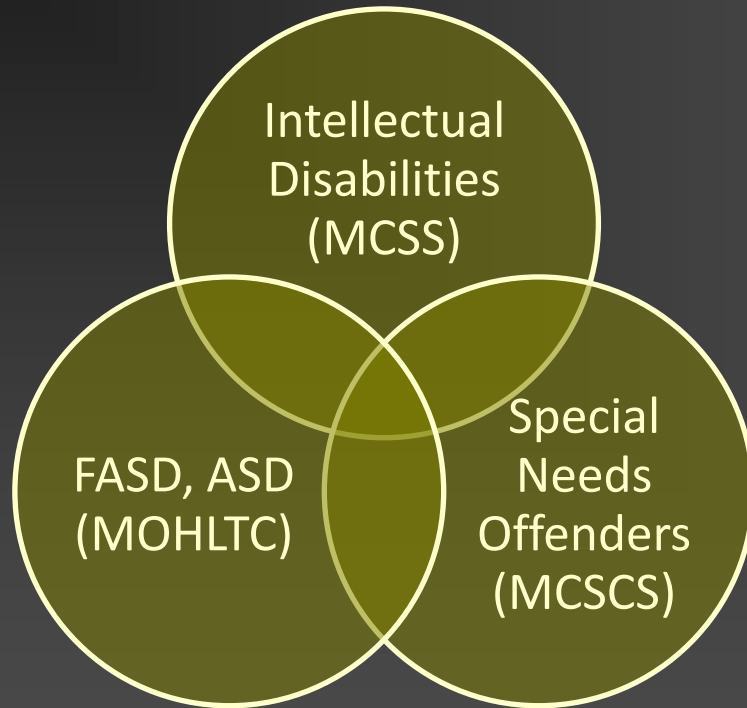 Intellectual
Disabilities
(MCSS)
FASD, ASD
(MOHLTC)
Special
Needs
Offenders
(MCSCS)